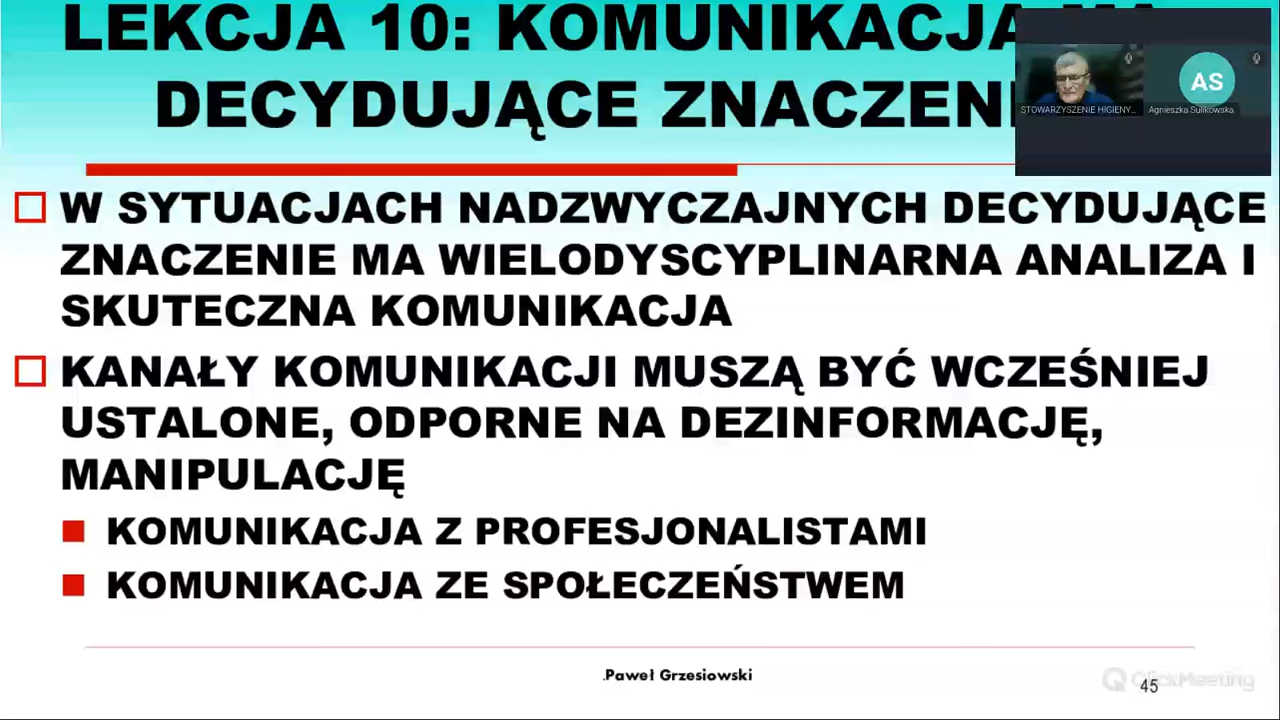 LEKCJA 10: KOMUNIKACJA MA
DECYDUJĄCE
AS
STOWARZYSZENIE HIGIENY...
Agnieszka Sulikowska
W SYTUACJACH NADZWYCZAJNYCH DECYDUJĄCE
ZNACZENIE MA WIELODYSCYPLINARNA ANALIZA I
SKUTECZNA KOMUNIKACJA
KANAŁY KOMUNIKACJI MUSZĄ BYĆ WCZEŚNIEJ
USTALONE, ODPORNE NA DEZINFORMACJĘ,
MANIPULACJĘ
KOMUNIKACJA Z PROFESJONALISTAMI
KOMUNIKACJA ZE SPOŁECZEŃSTWEM
.Paweł Grzesiowski
ClickMeeting
45